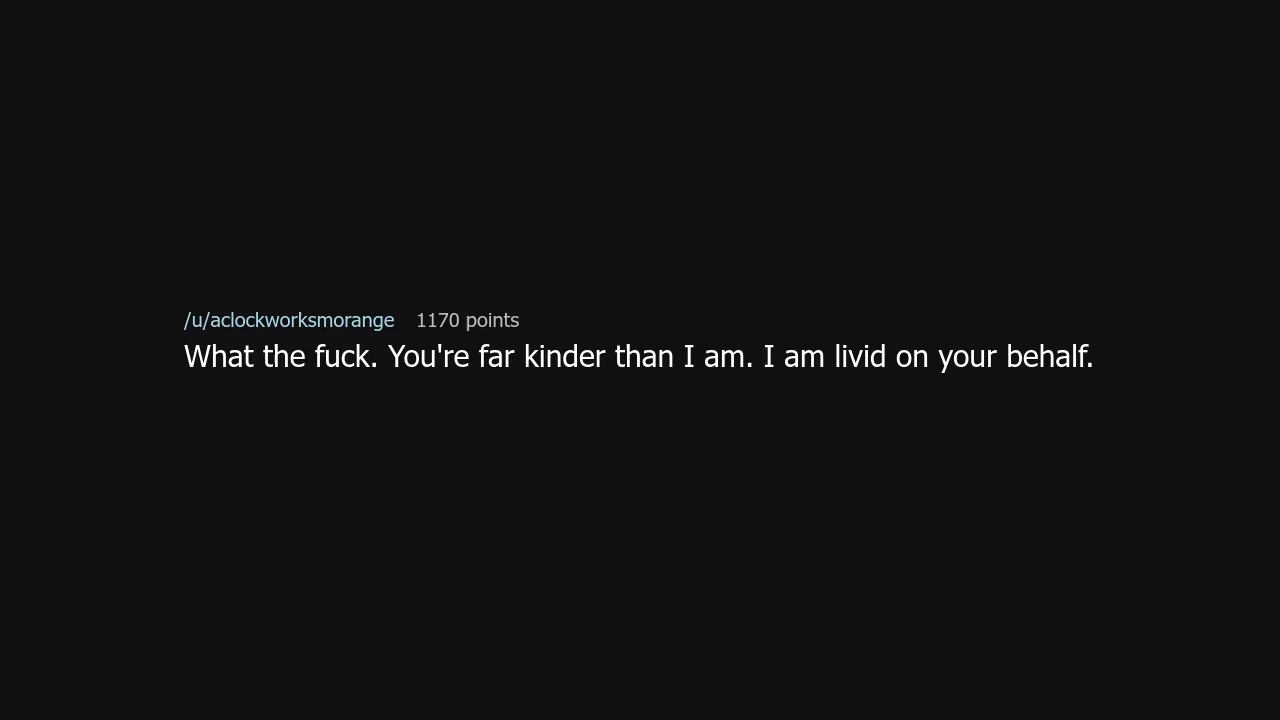 /u/aclockworksmorange 1170 points
What the fuck. You're far kinder than I am. I am livid on your behalf.